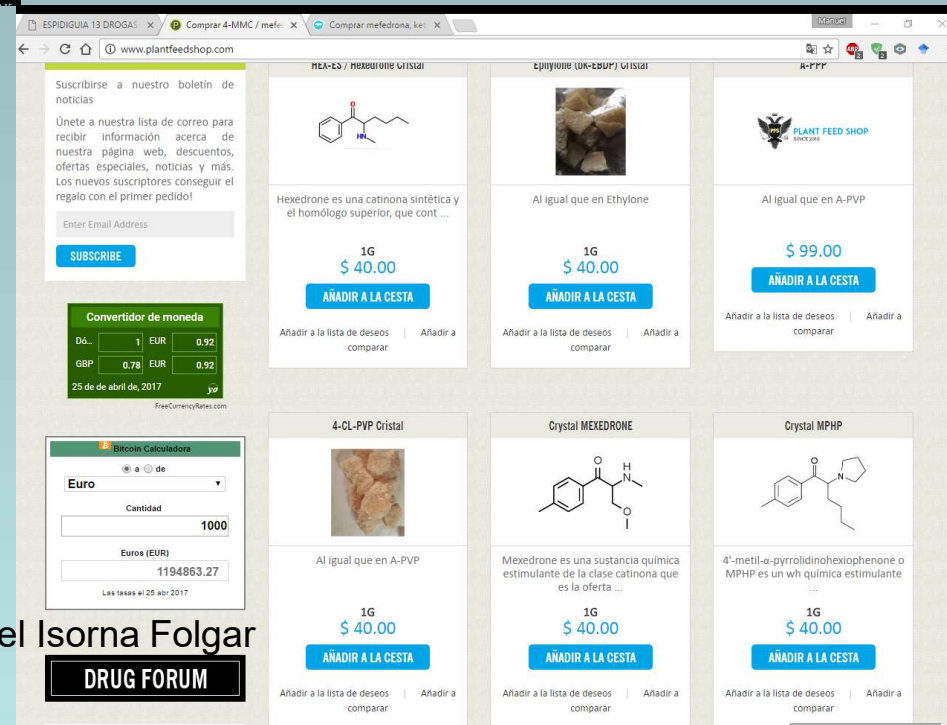 ESPIDIGUIA 13 DROGAS
Comprar 4-MMC / mefe
Comprar mefedrona, ket
Manuel
www.plantfeedshop.com
Suscribirse a nuestro boletín de
noticias
Únete a nuestra lista de correo para
recibir información acerca de
nuestra página web, descuentos,
ofertas especiales, noticias y más.
Los nuevos suscriptores conseguir el
regalo con el primer pedido!
Enter Email Address
SUBSCRIBE
Convertidor de moneda
Dó... 1 EUR 0.92
GBP 0.78 EUR 0.92
25 de de abril de, 2017
FreeCurrencyRates.com
Bitcoin Calculadora
a de
Euro
Cantidad
1000
Euros (EUR)
1194863.27
Las tasas el 25 abr 2017
el Isorna Folgar
DRUG FORUM
HEX-ES / Hexedrone Cristal
O
HN
Hexedrone es una catinona sintética y
el homólogo superior, que cont ...
1G
$ 40.00
AÑADIR A LA CESTA
Añadir a la lista de deseos | Añadir a
comparar
Ephylone (BK-EBDP) Cristal
Al igual que en Ethylone
1G
$ 40.00
AÑADIR A LA CESTA
Añadir a la lista de deseos | Añadir a
comparar
A-PPP
PFS
PLANT FEED SHOP
Al igual que en A-PVP
$ 99.00
AÑADIR A LA CESTA
Añadir a la lista de deseos | Añadir a
comparar
4-CL-PVP Cristal
Al igual que en A-PVP
1G
$ 40.00
AÑADIR A LA CESTA
Añadir a la lista de deseos | Añadir a
comparar
Crystal MEXEDRONE
O
H
N
O
Mexedrone es una sustancia química
estimulante de la clase catinona que
es la oferta ...
1G
$ 40.00
AÑADIR A LA CESTA
Añadir a la lista de deseos | Añadir a
comparar
Crystal MPHP
O
N
4'-metil-α-pyrrolidinohexiophenone o
MPHP es un wh química estimulante
...
1G
$ 40.00
AÑADIR A LA CESTA
Añadir a la lista de deseos | Añadir a
comparar